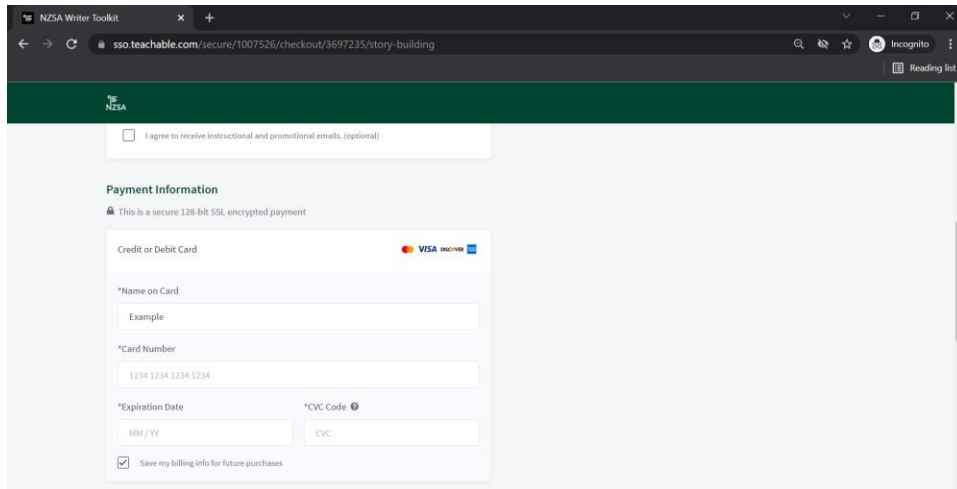 NZSA Writer Toolkit
sso.teachable.com/secure/1007526/checkout/3697235/story-building
Incognito
Reading list
NZSA
I agree to receive instructional and promotional emails. (optional)
Payment Information
This is a secure 128-bit SSL encrypted payment
Credit or Debit Card VISA DISCOVER
*Name on Card
Example
*Card Number
1234 1234 1234 1234
*Expiration Date *CVC Code
MM / YY CVC
Save my billing info for future purchases